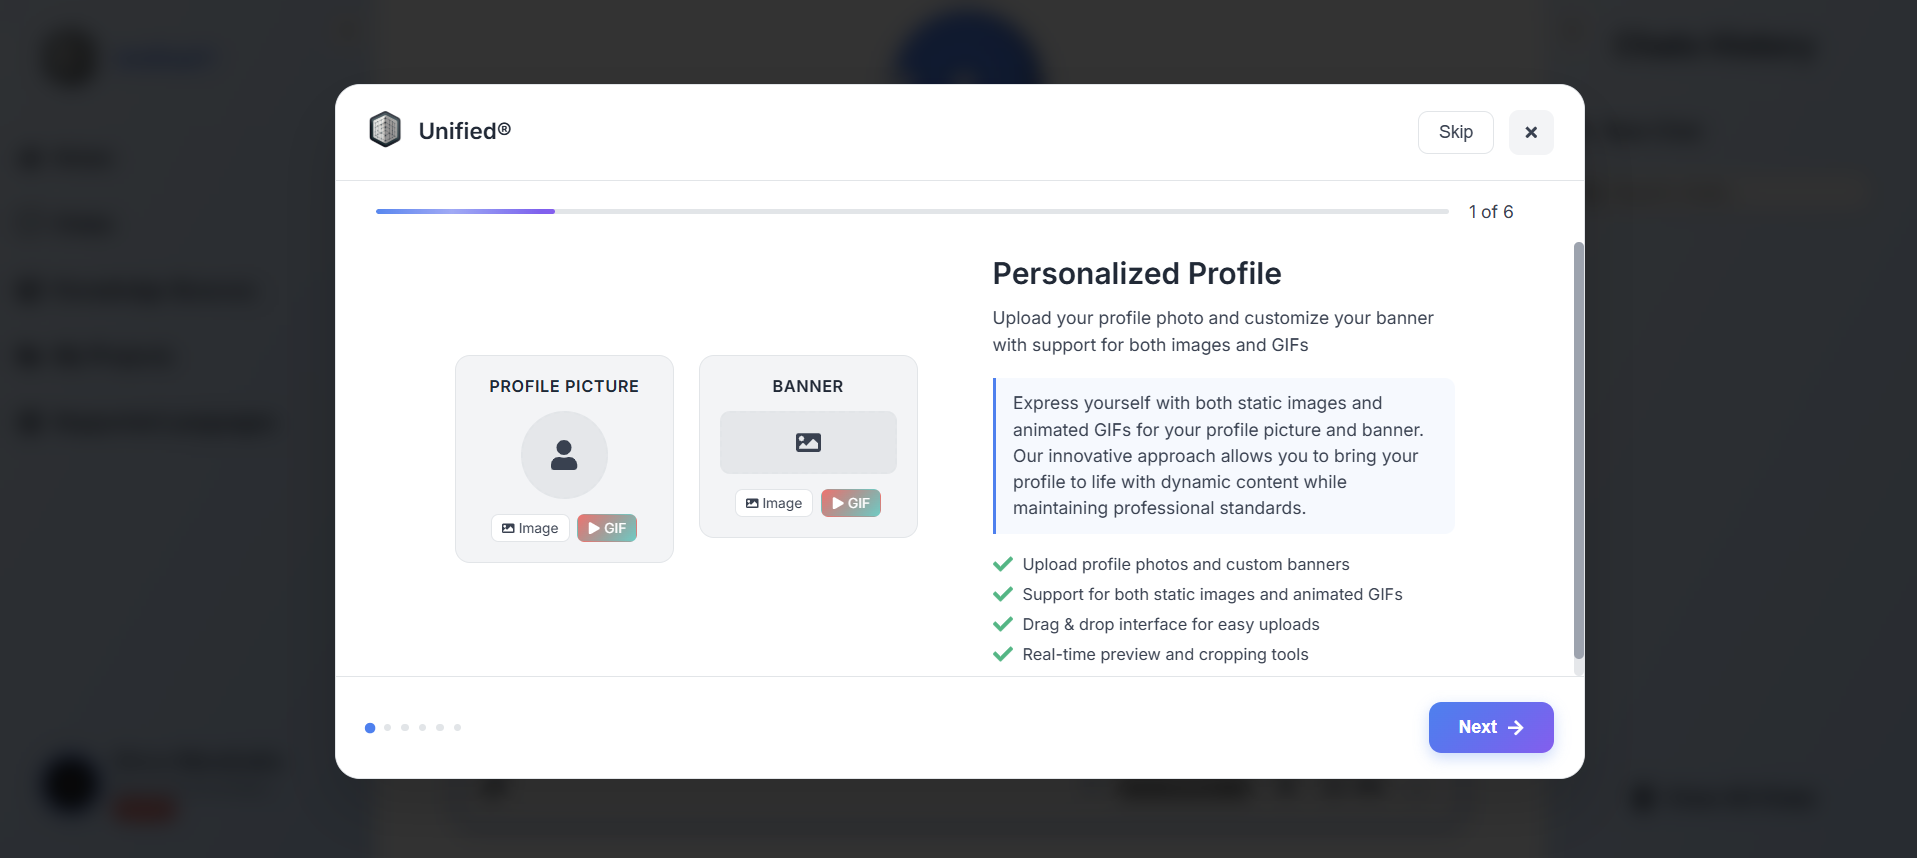 Unified®
Skip
1 of 6
Personalized Profile
Upload your profile photo and customize your banner
with support for both images and GIFs
PROFILE PICTURE
Image
GIF
BANNER
Image
GIF
Express yourself with both static images and
animated GIFs for your profile picture and banner.
Our innovative approach allows you to bring your
profile to life with dynamic content while
maintaining professional standards.
Upload profile photos and custom banners
Support for both static images and animated GIFs
Drag & drop interface for easy uploads
Real-time preview and cropping tools
Next